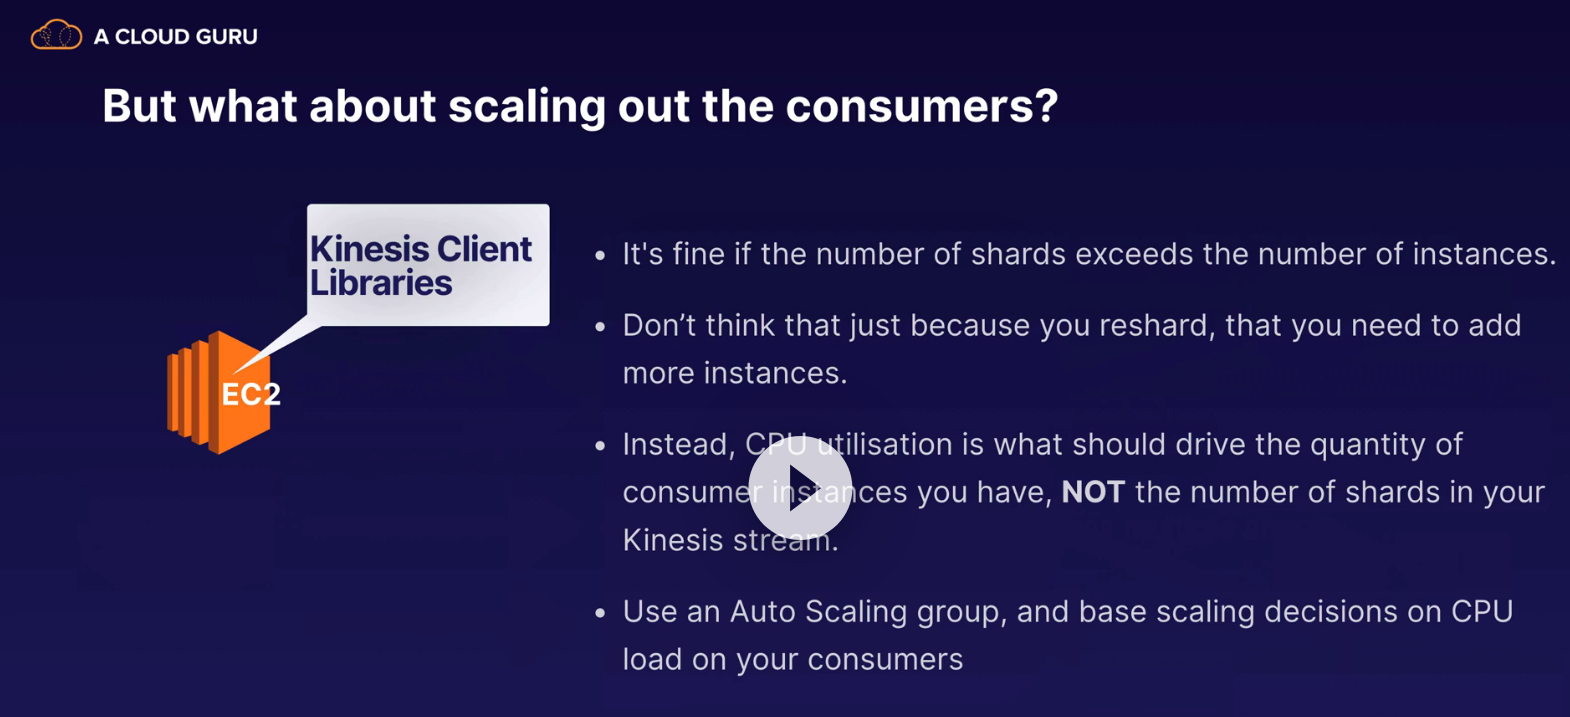 A CLOUD GURU
But what about scaling out the consumers?
Kinesis Client
Libraries
EC2
• It's fine if the number of shards exceeds the number of instances.
• Don’t think that just because you reshard, that you need to add
more instances.
• Instead, CPU utilisation is what should drive the quantity of
consumer instances you have, NOT the number of shards in your
Kinesis stream.
• Use an Auto Scaling group, and base scaling decisions on CPU
load on your consumers